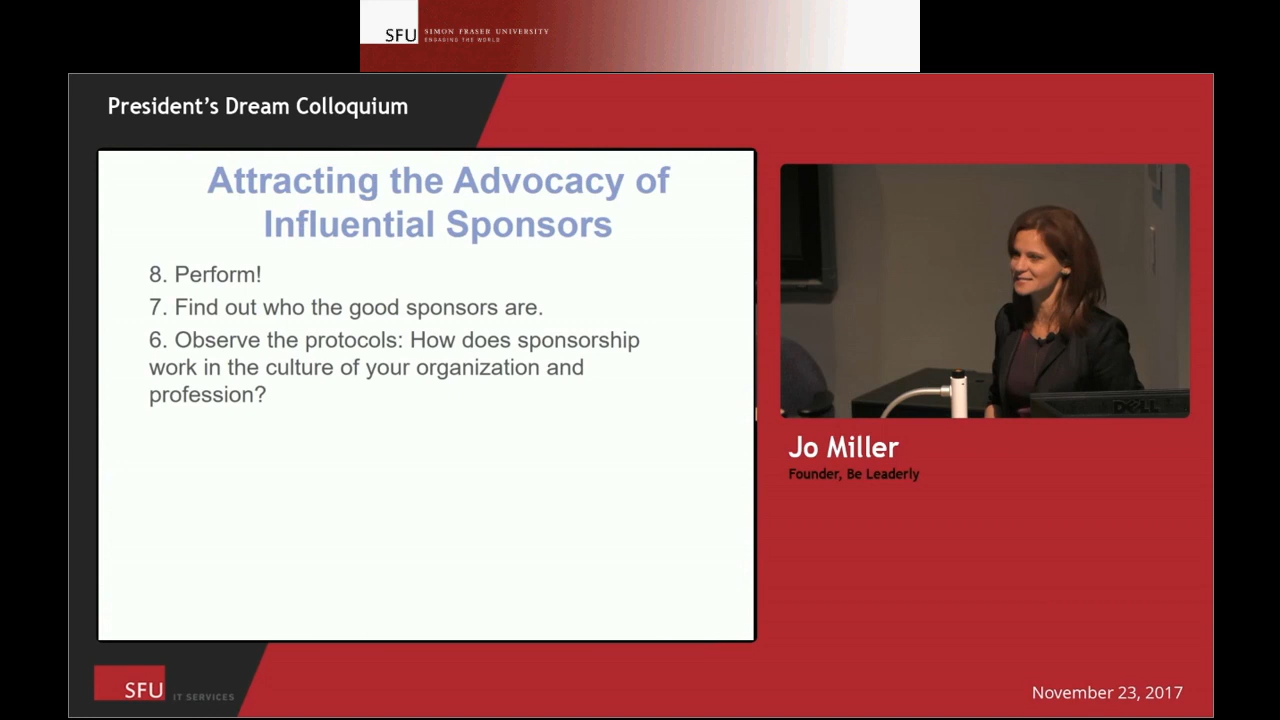 SFU SIMON FRASER UNIVERSITY
ENGAGING THE WORLD
President's Dream Colloquium
Attracting the Advocacy of
Influential Sponsors
8. Perform!
7. Find out who the good sponsors are.
6. Observe the protocols: How does sponsorship
work in the culture of your organization and
profession?
DELL
Jo Miller
Founder, Be Leaderly
SFU IT SERVICES
November 23, 2017